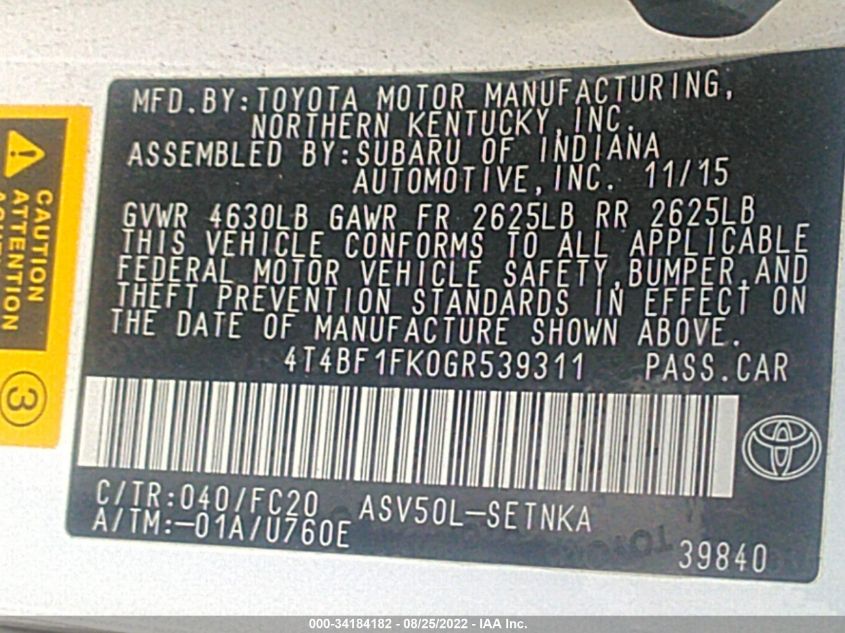 MFD.BY:TOYOTA MOTOR MANUFACTURING,
NORTHERN KENTUCKY,INC.
ASSEMBLED BY:SUBARU OF INDIANA
AUTOMOTIVE,INC. 11/15
GVWR 4630LB GAWR FR 2625LB RR 2625LB
THIS VEHICLE CONFORMS TO ALL APPLICABLE
FEDERAL MOTOR VEHICLE SAFETY,BUMPER,AND
THEFT PREVENTION STANDARDS IN EFFECT ON
THE DATE OF MANUFACTURE SHOWN ABOVE.
4T4BF1FK0GR539311 PASS.CAR
C/TR:040/FC20 ASV50L-SETNKA
A/TM:-01A/U760E
39840
CAUTION
ATTENTION
3
000-34184182 - 08/25/2022 - IAA Inc.